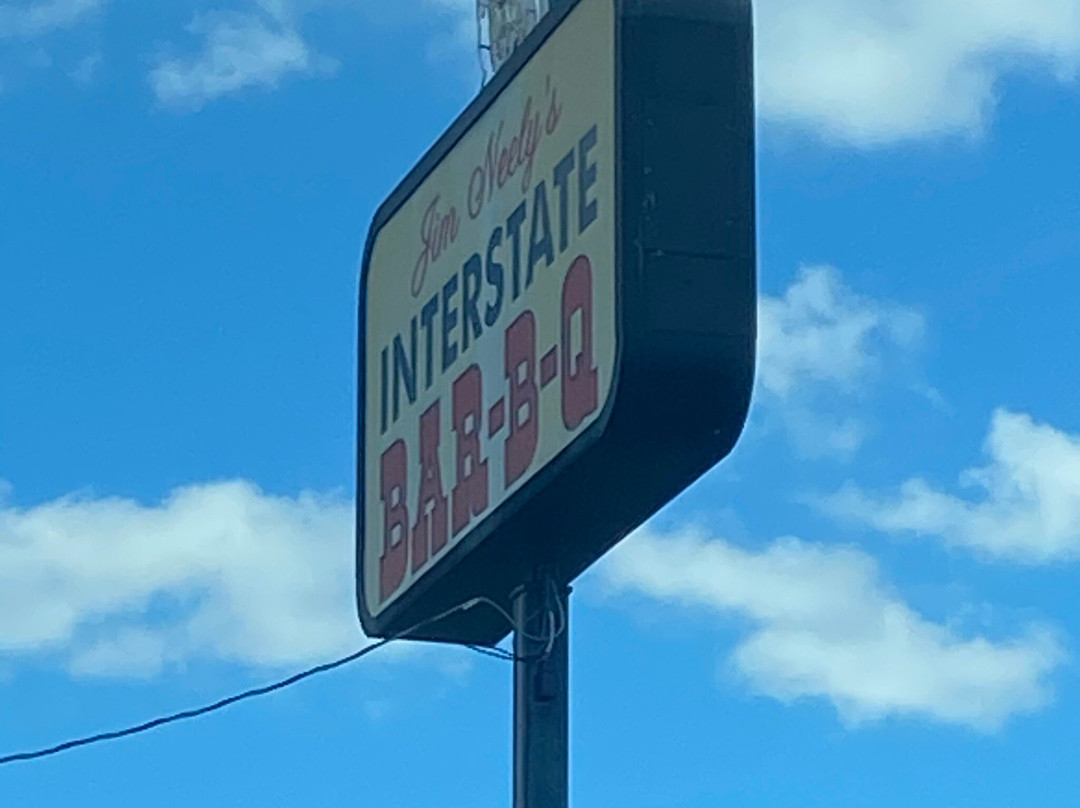 Jim Neely's
INTERSTATE
BAR-B-Q